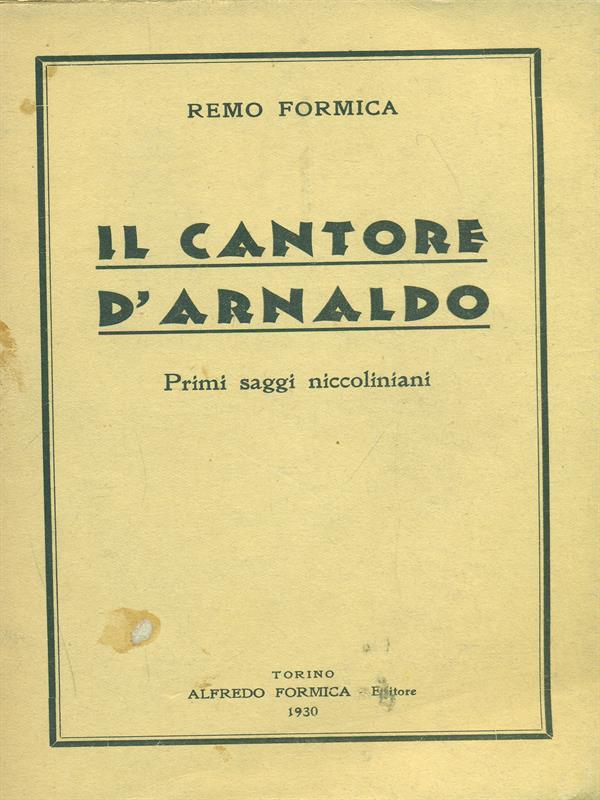 REMO FORMICA
IL CANTORE
D'ARNALDO
Primi saggi niccoliniani
TORINO
ALFREDO FORMICA - Editore
1930